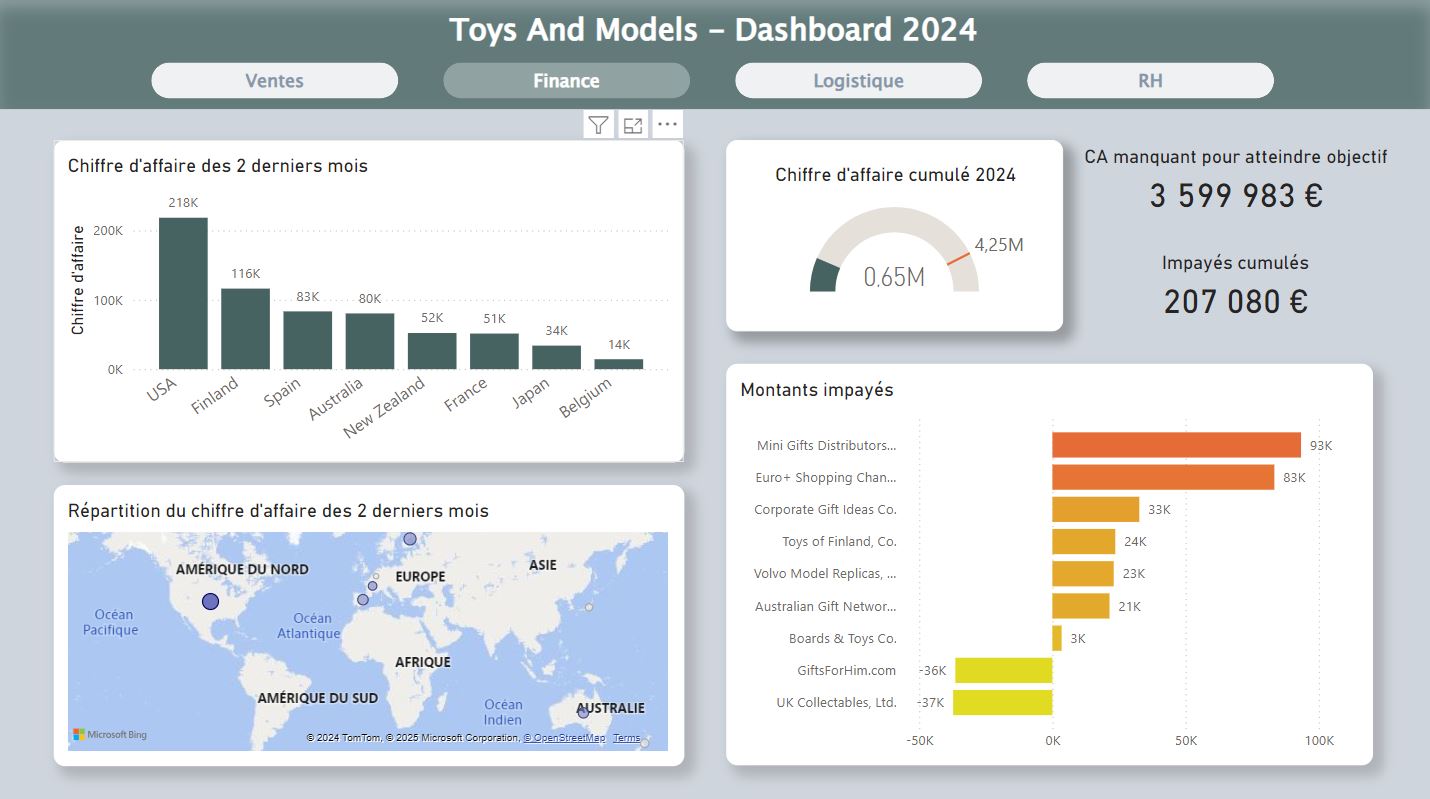 Toys And Models – Dashboard 2024
Ventes
Finance
Logistique
RH
Chiffre d'affaire des 2 derniers mois
Chiffre d'affaire
200K
100K
0K
218K
116K
83K
80K
52K
51K
34K
14K
USA
Finland
Spain
Australia
New Zealand
France
Japan
Belgium
Chiffre d'affaire cumulé 2024
0,65M
4,25M
CA manquant pour atteindre objectif
3 599 983 €
Impayés cumulés
207 080 €
Répartition du chiffre d'affaire des 2 derniers mois
AMÉRIQUE DU NORD
EUROPE
ASIE
Océan
Pacifique
Océan
Atlantique
AFRIQUE
AMÉRIQUE DU SUD
Océan
Indien
AUSTRALIE
Microsoft Bing
© 2024 TomTom, © 2025 Microsoft Corporation, © OpenStreetMap Terms
Montants impayés
Mini Gifts Distributors... 93K
Euro+ Shopping Chan... 83K
Corporate Gift Ideas Co. 33K
Toys of Finland, Co. 24K
Volvo Model Replicas, ... 23K
Australian Gift Networ... 21K
Boards & Toys Co. 3K
GiftsForHim.com -36K
UK Collectables, Ltd. -37K
-50K 0K 50K 100K